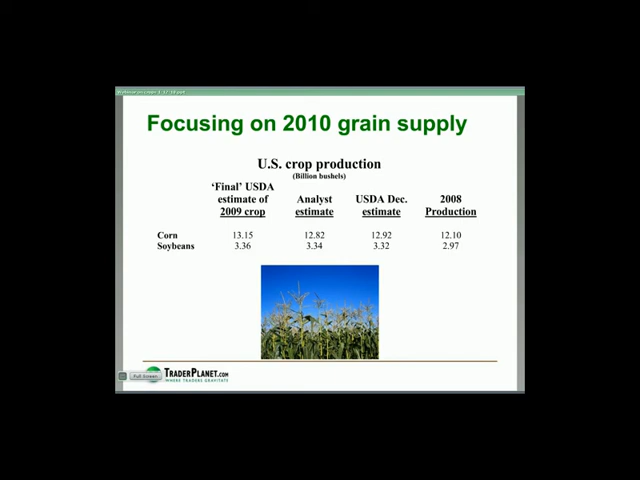 Focusing on 2010 grain supply
U.S. crop production
(Billion bushels)
'Final' USDA estimate of 2009 crop
Analyst estimate
USDA Dec. estimate
2008 Production
Corn 13.15 12.82 12.92 12.10
Soybeans 3.36 3.34 3.32 2.97
TRADERPLANET.COM
WHERE TRADERS GRAVITATE
Full Screen